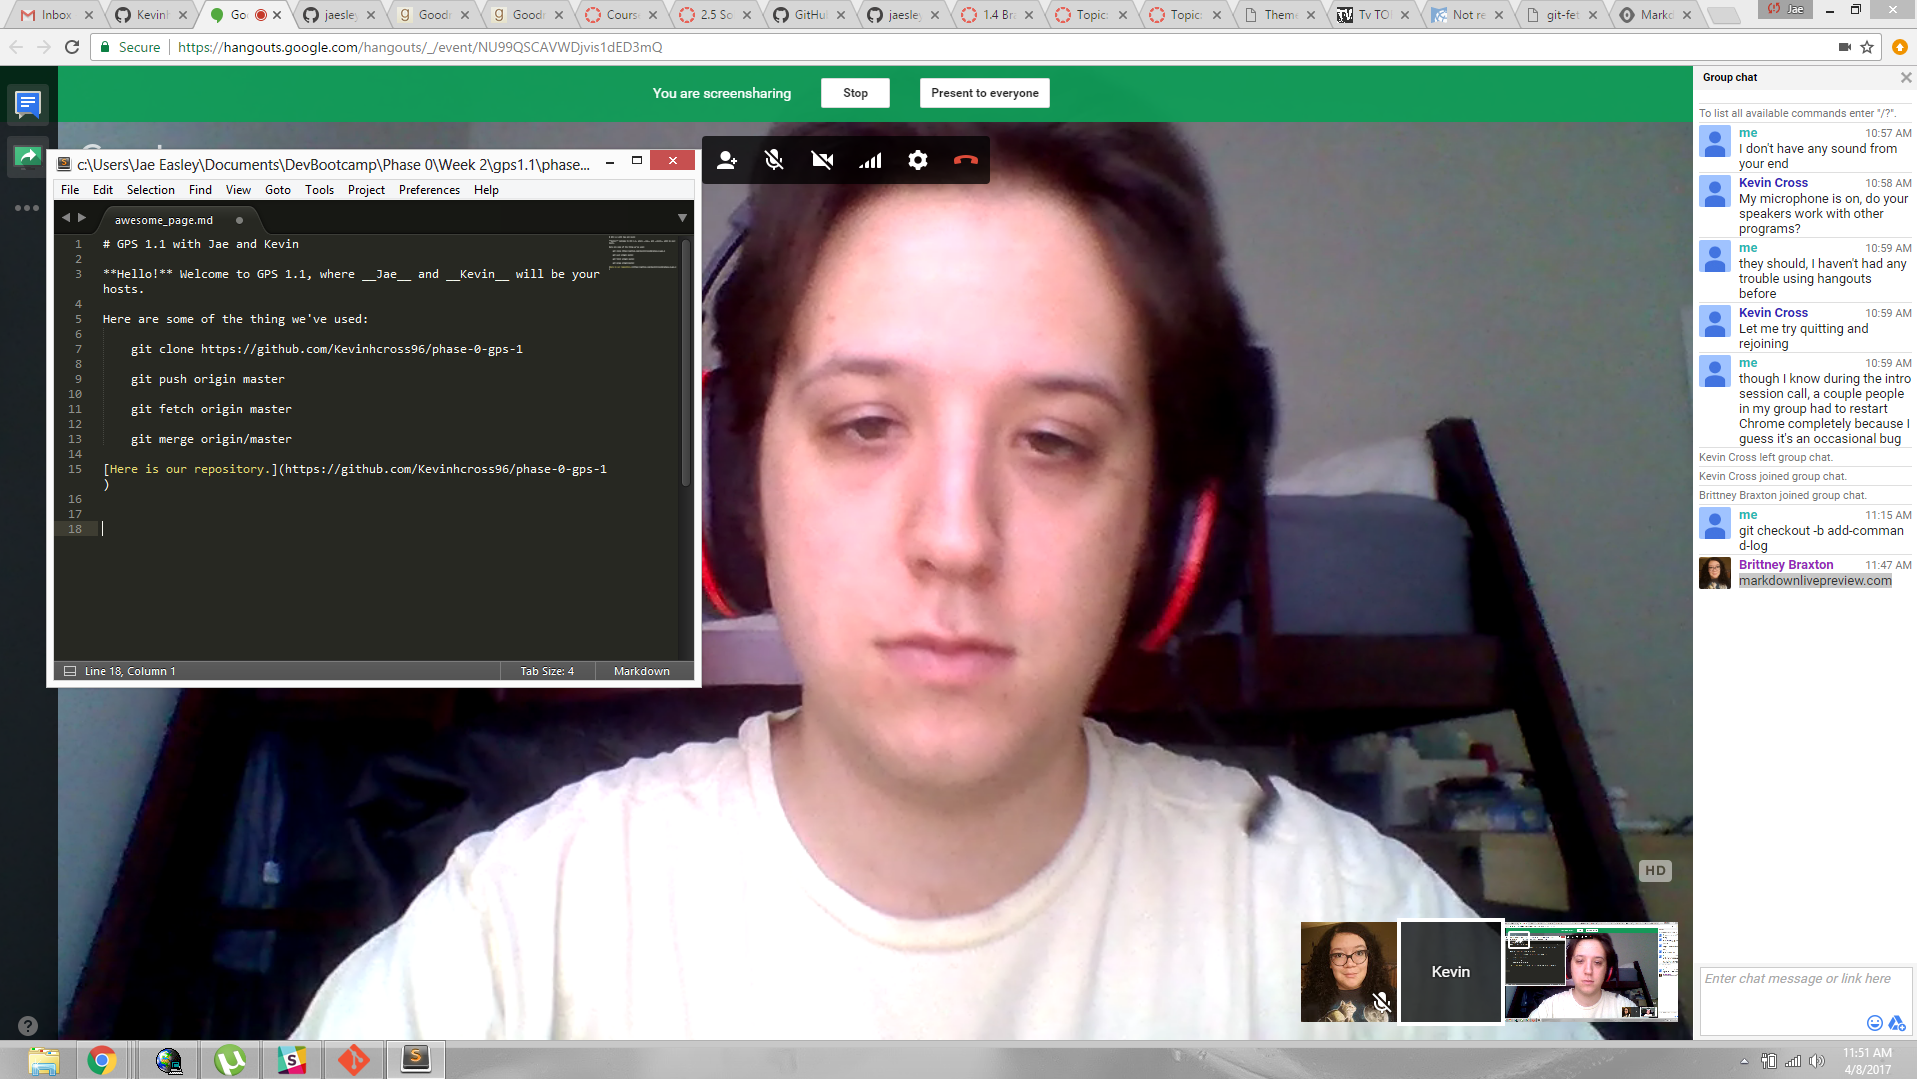 Inbox
Kevinh
Goo
jaesley
Goodr
Goodr
Course
2.5 So
GitHub
jaesley
1.4 Bra
Topic:
Topic:
Theme
Tv TO
Not re
git-fet
Markd
Jae
Secure
https://hangouts.google.com/hangouts/_/event/NU99QSCAVWDjvis1dED3mQ
You are screensharing
Stop
Present to everyone
c:\Users\Jae Easley\Documents\DevBootcamp\Phase 0\Week 2\gps1.1\phase...
File Edit Selection Find View Goto Tools Project Preferences Help
awesome_page.md
1 # GPS 1.1 with Jae and Kevin
2
3 **Hello!** Welcome to GPS 1.1, where __Jae__ and __Kevin__ will be your
hosts.
4
5 Here are some of the thing we've used:
6
7 git clone https://github.com/Kevinhcross96/phase-0-gps-1
8
9 git push origin master
10
11 git fetch origin master
12
13 git merge origin/master
14
15 [Here is our repository.](https://github.com/Kevinhcross96/phase-0-gps-1
)
16
17
18
Line 18, Column 1
Tab Size: 4
Markdown
Group chat
To list all available commands enter "/?".
me 10:57 AM
I don't have any sound from
your end
Kevin Cross 10:58 AM
My microphone is on, do your
speakers work with other
programs?
me 10:59 AM
they should, I haven't had any
trouble using hangouts
before
Kevin Cross 10:59 AM
Let me try quitting and
rejoining
me 10:59 AM
though I know during the intro
session call, a couple people
in my group had to restart
Chrome completely because I
guess it's an occasional bug
Kevin Cross left group chat.
Kevin Cross joined group chat.
Brittney Braxton joined group chat.
me 11:15 AM
git checkout -b add-comman
d-log
Brittney Braxton 11:47 AM
markdownlivepreview.com
HD
Kevin
Enter chat message or link here
11:51 AM
4/8/2017